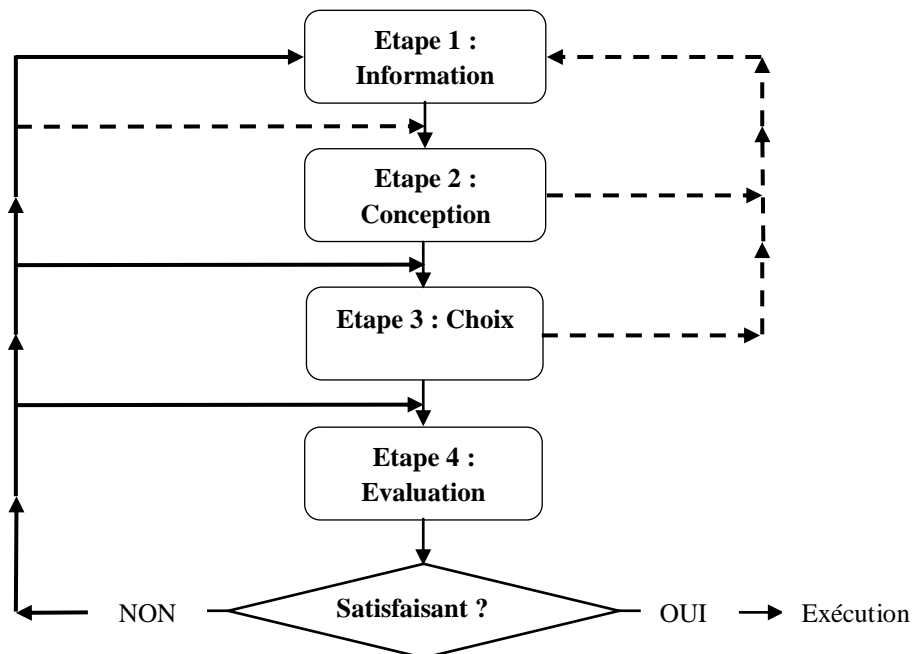 Etape 1 :
Information
Etape 2 :
Conception
Etape 3 : Choix
Etape 4 :
Evaluation
NON
Satisfaisant ?
OUI
Exécution